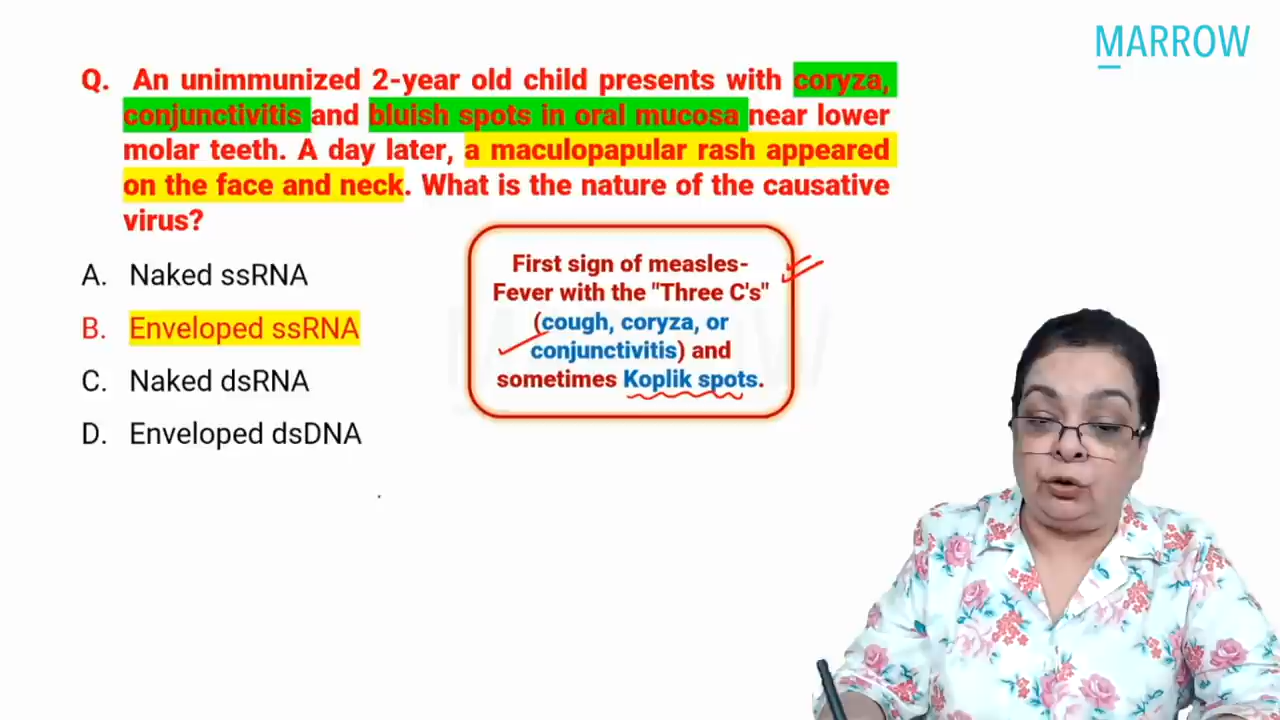 MARROW
Q. An unimmunized 2-year old child presents with coryza,
conjunctivitis and bluish spots in oral mucosa near lower
molar teeth. A day later, a maculopapular rash appeared
on the face and neck. What is the nature of the causative
virus?
A. Naked ssRNA
B. Enveloped ssRNA
C. Naked dsRNA
D. Enveloped dsDNA
First sign of measles-
Fever with the "Three C's"
(cough, coryza, or
conjunctivitis) and
sometimes Koplik spots.